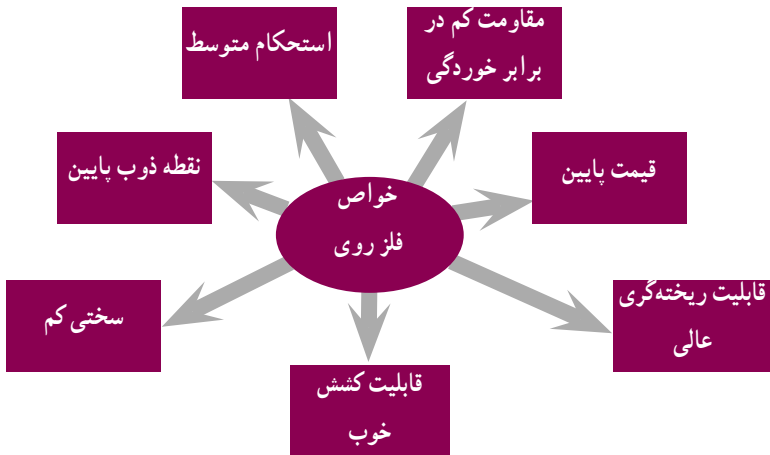 مقاومت کم در
برابر خوردگی
استحکام متوسط
قیمت پایین
نقطه ذوب پایین
خواص
فلز روی
قابلیت ریخته‌گری
عالی
سختی کم
قابلیت کشش
خوب